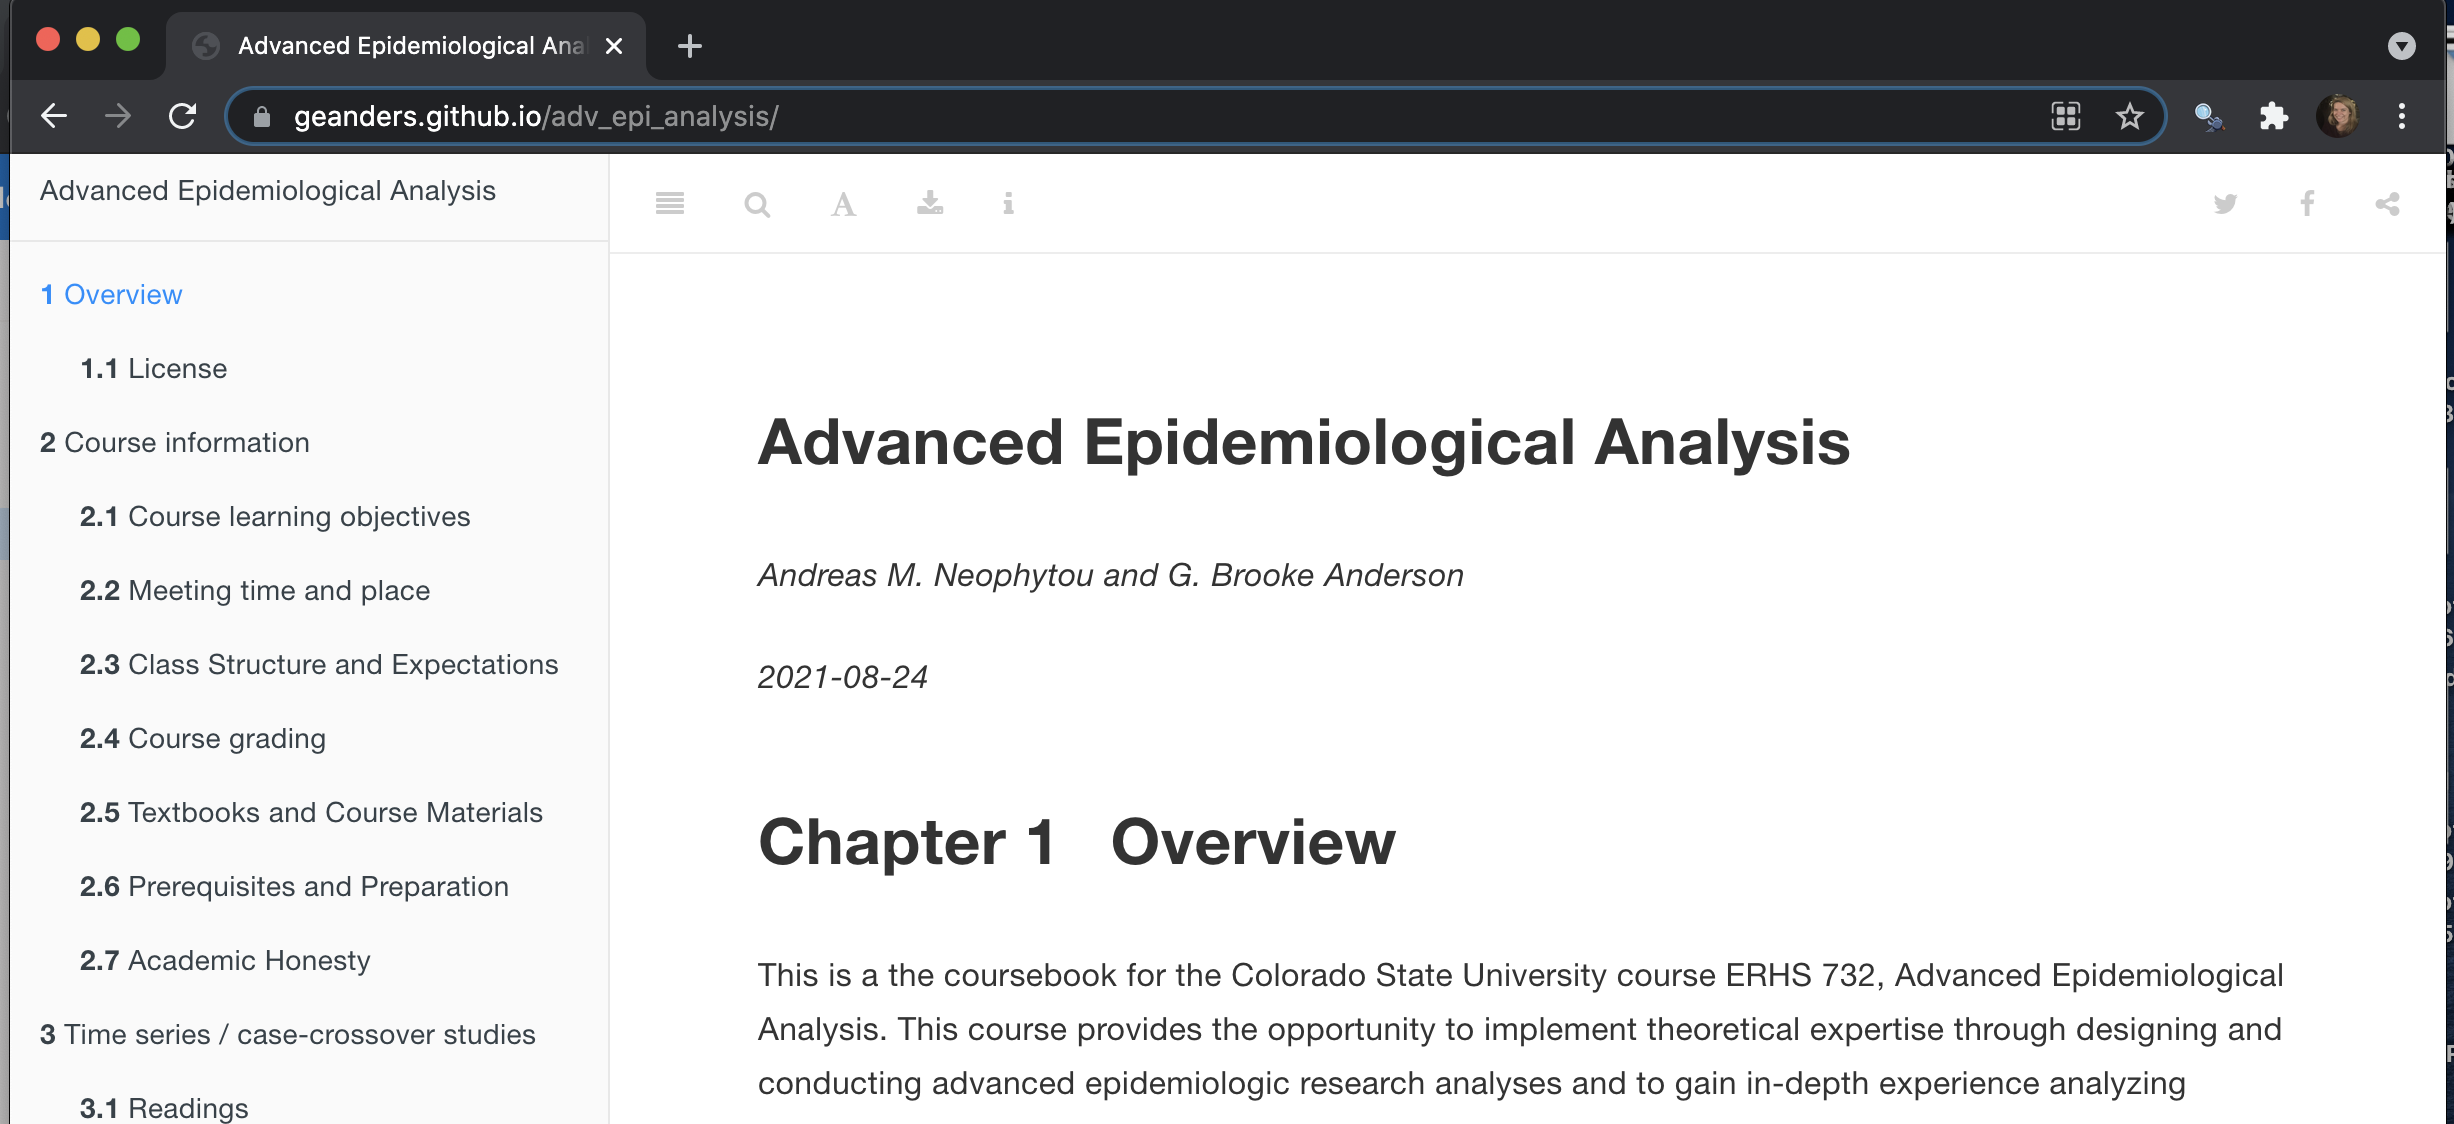 Advanced Epidemiological Ana
geanders.github.io/adv_epi_analysis/
Advanced Epidemiological Analysis
1 Overview
1.1 License
2 Course information
2.1 Course learning objectives
2.2 Meeting time and place
2.3 Class Structure and Expectations
2.4 Course grading
2.5 Textbooks and Course Materials
2.6 Prerequisites and Preparation
2.7 Academic Honesty
3 Time series / case-crossover studies
3.1 Readings
A
Advanced Epidemiological Analysis
Andreas M. Neophytou and G. Brooke Anderson
2021-08-24
Chapter 1 Overview
This is a the coursebook for the Colorado State University course ERHS 732, Advanced Epidemiological
Analysis. This course provides the opportunity to implement theoretical expertise through designing and
conducting advanced epidemiologic research analyses and to gain in-depth experience analyzing